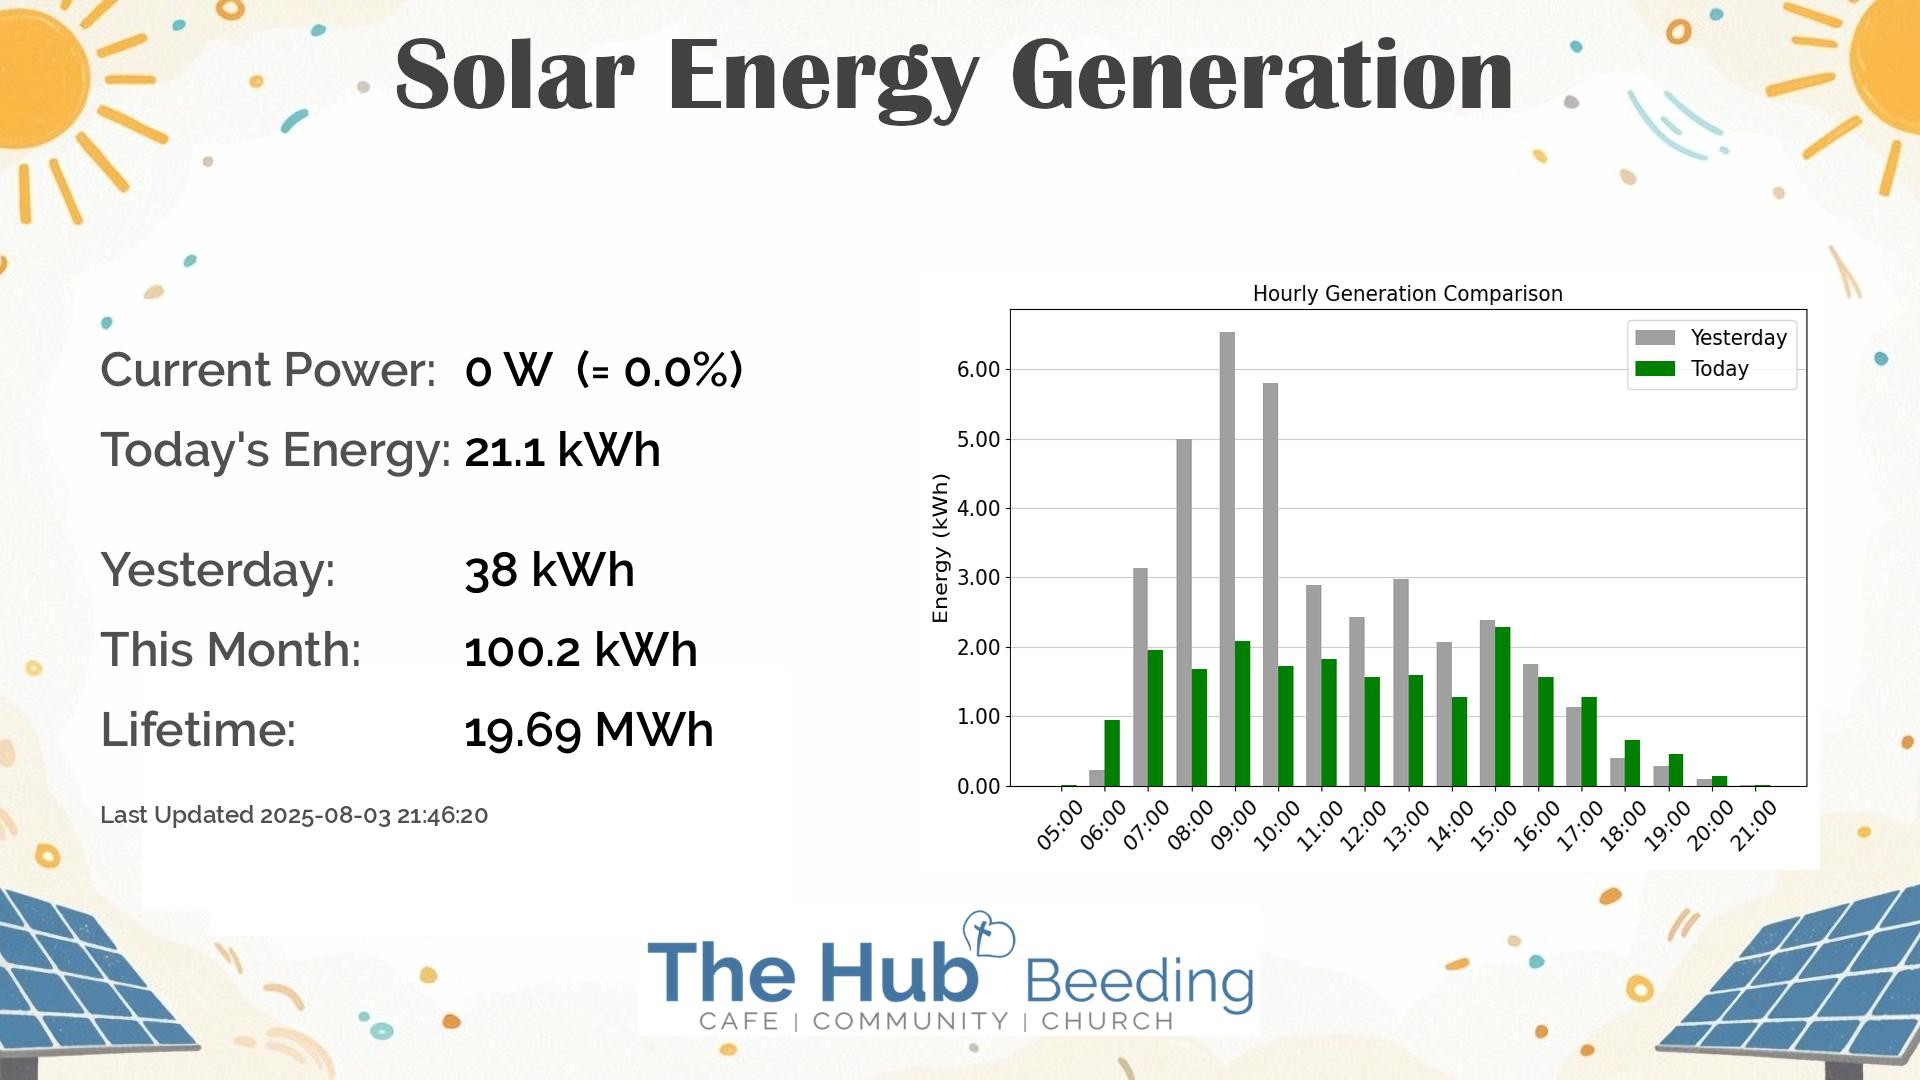 Solar Energy Generation
Current Power: 0 W (= 0.0%)
Today's Energy: 21.1 kWh
Yesterday: 38 kWh
This Month: 100.2 kWh
Lifetime: 19.69 MWh
Last Updated 2025-08-03 21:46:20
Hourly Generation Comparison
Yesterday
Today
Energy (kWh)
6.00
5.00
4.00
3.00
2.00
1.00
0.00
05:00 06:00 07:00 08:00 09:00 10:00 11:00 12:00 13:00 14:00 15:00 16:00 17:00 18:00 19:00 20:00 21:00
The Hub Beeding
CAFE | COMMUNITY | CHURCH